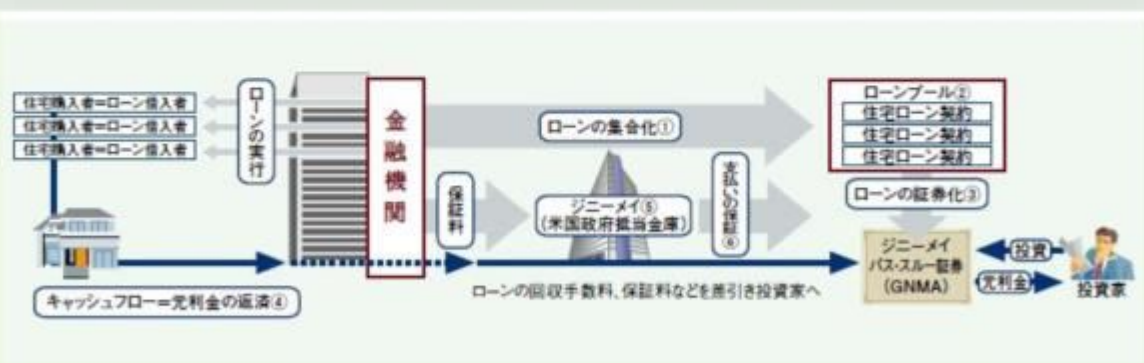 住宅購入者=ローン借入者
住宅購入者=ローン借入者
住宅購入者=ローン借入者
ローンの実行
金融機関
ローンの集合化①
ローンプール②
住宅ローン契約
住宅ローン契約
住宅ローン契約
保証料
ジニーメイ⑤
(米国政府抵当金庫)
支払いの保証⑥
ローンの証券化③
ジニーメイ
パス・スルー証券
(GNMA)
投資
元利金
投資家
キャッシュフロー=元利金の返済④
ローンの回収手数料、保証料などを差引き投資家へ